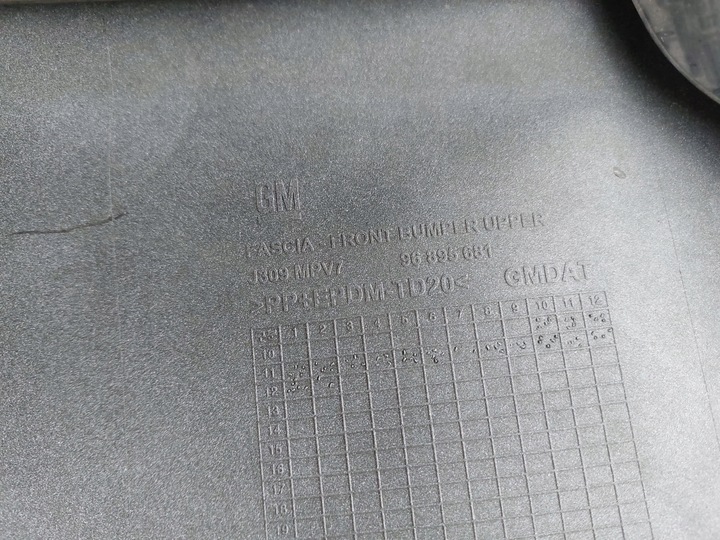 GM
FASCIA - FRONT BUMPER UPPER
J309 MPV7 96 895 681
>PP+EPDM-TD20< GMDAT
1 2 3 4 5 6 7 8 9 10 11 12
10
11
12
13
14
15
16
17
18
19